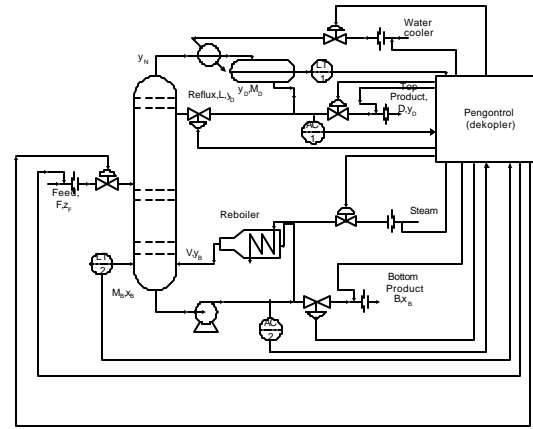 Water
cooler
y_N
LT
1
y_D,M_D
Reflux,L,y_D
Top
Product,
D,y_D
Pengontrol
(dekopler)
AC
1
Feed,
F,z_F
Reboiler
Steam
LT
2
V,y_B
M_B,x_B
Bottom
Product
B,x_B
AC
2